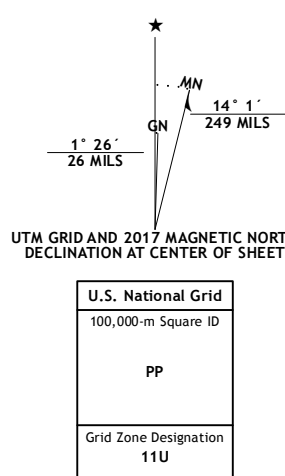 ★
MN
GN
14° 1´
249 MILS
1° 26´
26 MILS
UTM GRID AND 2017 MAGNETIC NORT
DECLINATION AT CENTER OF SHEET
U.S. National Grid
100,000-m Square ID
PP
Grid Zone Designation
11U